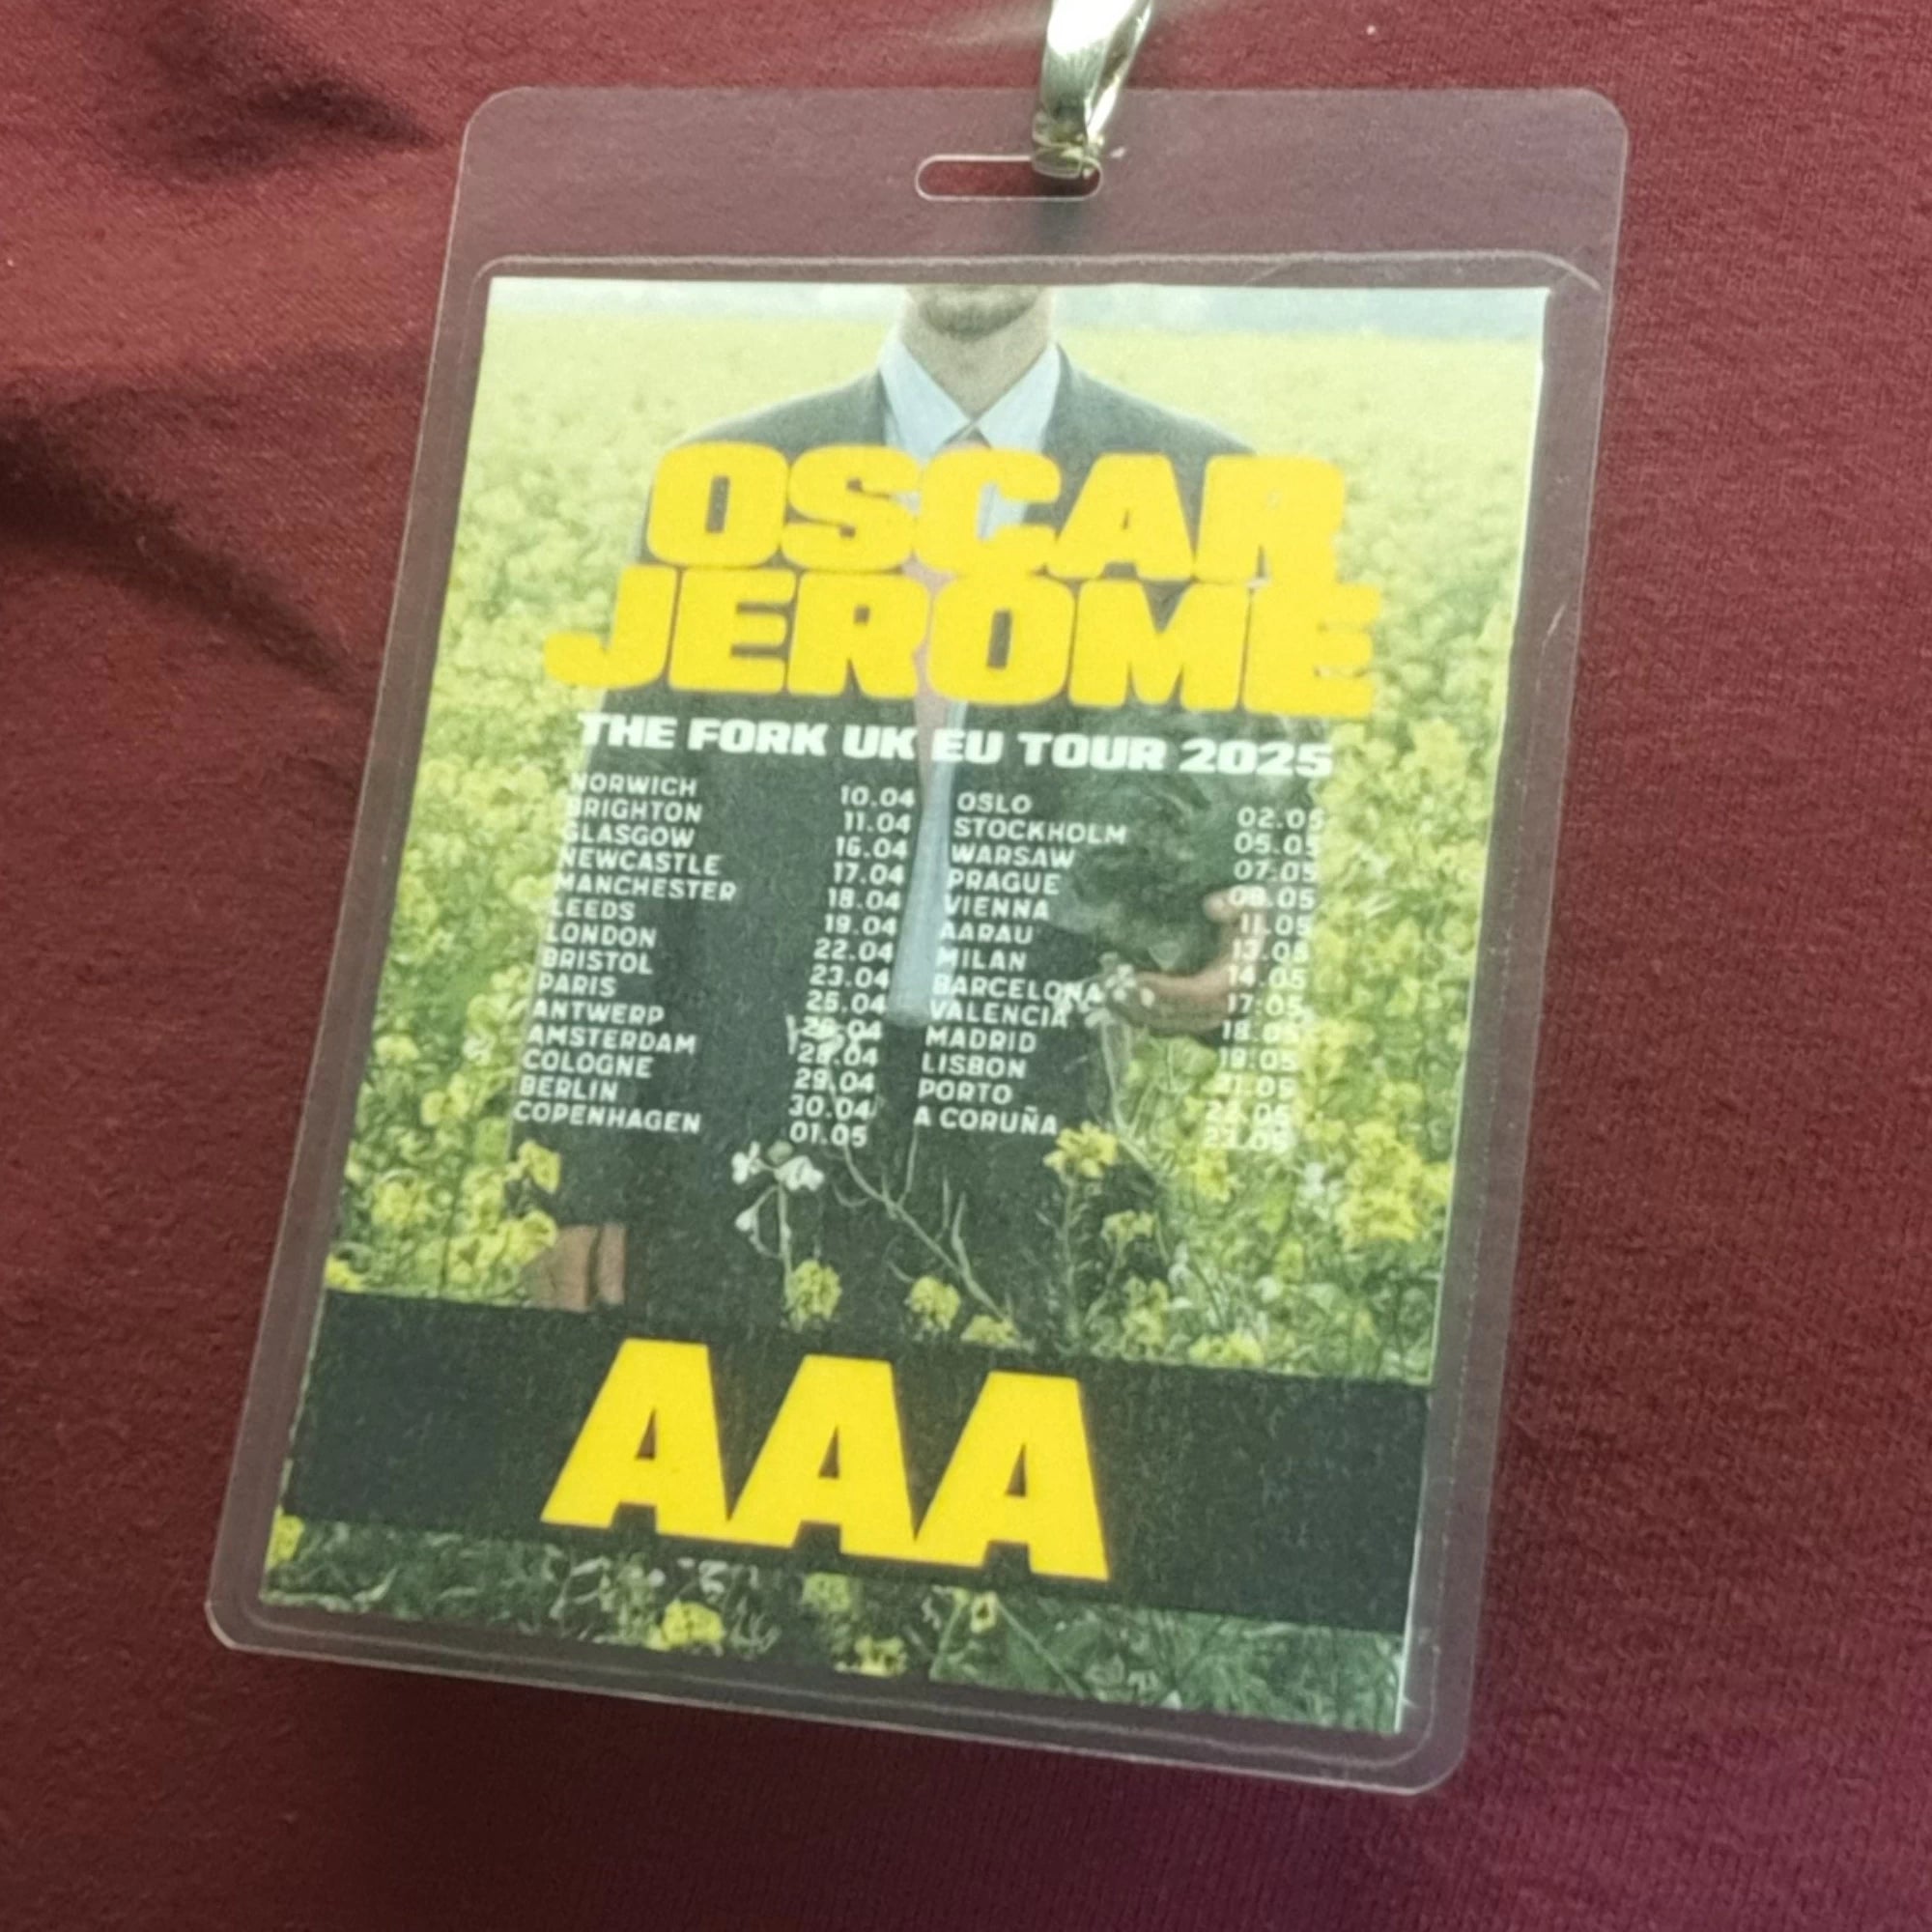 OSCAR
JEROME
THE FORK UK EU TOUR 2025
NORWICH 10.04
BRIGHTON 11.04
GLASGOW 16.04
NEWCASTLE 17.04
MANCHESTER 18.04
LEEDS 19.04
LONDON 22.04
BRISTOL 23.04
PARIS 25.04
ANTWERP
AMSTERDAM
COLOGNE 29.04
BERLIN 30.04
COPENHAGEN 01.05
OSLO 02.05
STOCKHOLM 05.05
WARSAW 07.05
PRAGUE
VIENNA 11.05
AARAU 13.05
MILAN 14.05
BARCELONA 17.05
VALENCIA 18.05
MADRID 19.05
LISBON 21.05
PORTO
A CORUÑA
AAA